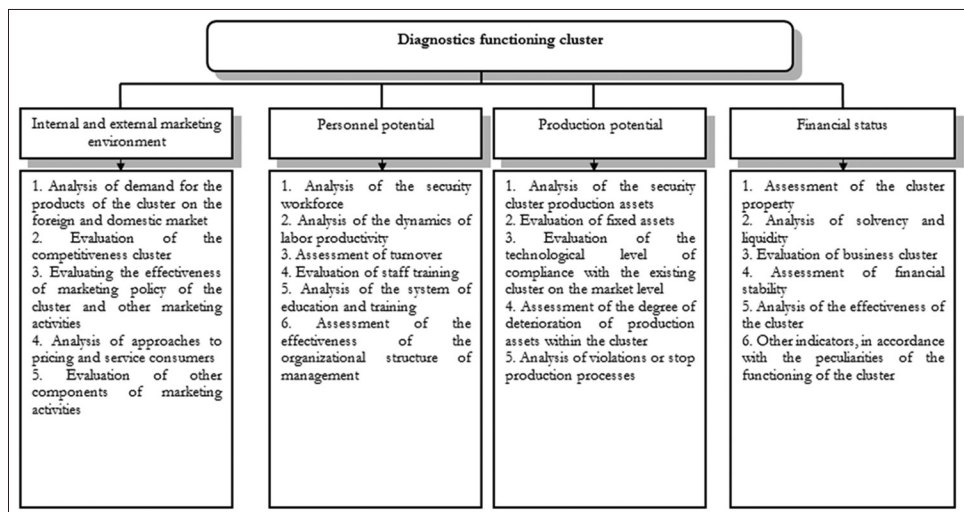 Diagnostics functioning cluster
Internal and external marketing
environment
1. Analysis of demand for the
products of the cluster on the
foreign and domestic market
2. Evaluation of the
competitiveness cluster
3. Evaluating the effectiveness
of marketing policy of
the cluster and other marketing
activities
4. Analysis of approaches to
pricing and service consumers
5. Evaluation of other
components of marketing
activities
Personnel potential
1. Analysis of the security
workforce
2. Analysis of the dynamics of
labor productivity
3. Assessment of turnover
4. Evaluation of staff training
5. Analysis of the system of
education and training
6. Assessment of the
effectiveness of the
organizational structure of
management
Production potential
1. Analysis of the security
cluster production assets
2. Evaluation of fixed assets
3. Evaluation of the
technological level of
compliance with the existing
cluster on the market level
4. Assessment of the degree of
deterioration of production
assets within the cluster
5. Analysis of violations or stop
production processes
Financial status
1. Assessment of the cluster
property
2. Analysis of solvency and
liquidity
3. Evaluation of business cluster
4. Assessment of financial
stability
5. Analysis of the effectiveness of
the cluster
6. Other indicators, in accordance
with the peculiarities of the
functioning of the cluster